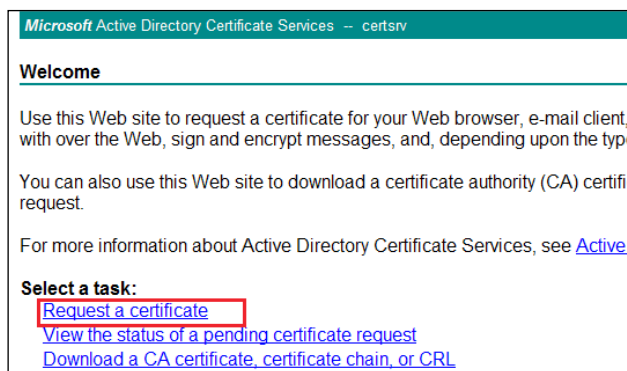 Microsoft Active Directory Certificate Services -- certsrv
Welcome
Use this Web site to request a certificate for your Web browser, e-mail client,
with over the Web, sign and encrypt messages, and, depending upon the typ
You can also use this Web site to download a certificate authority (CA) certifi
request.
For more information about Active Directory Certificate Services, see Active
Select a task:
Request a certificate
View the status of a pending certificate request
Download a CA certificate, certificate chain, or CRL